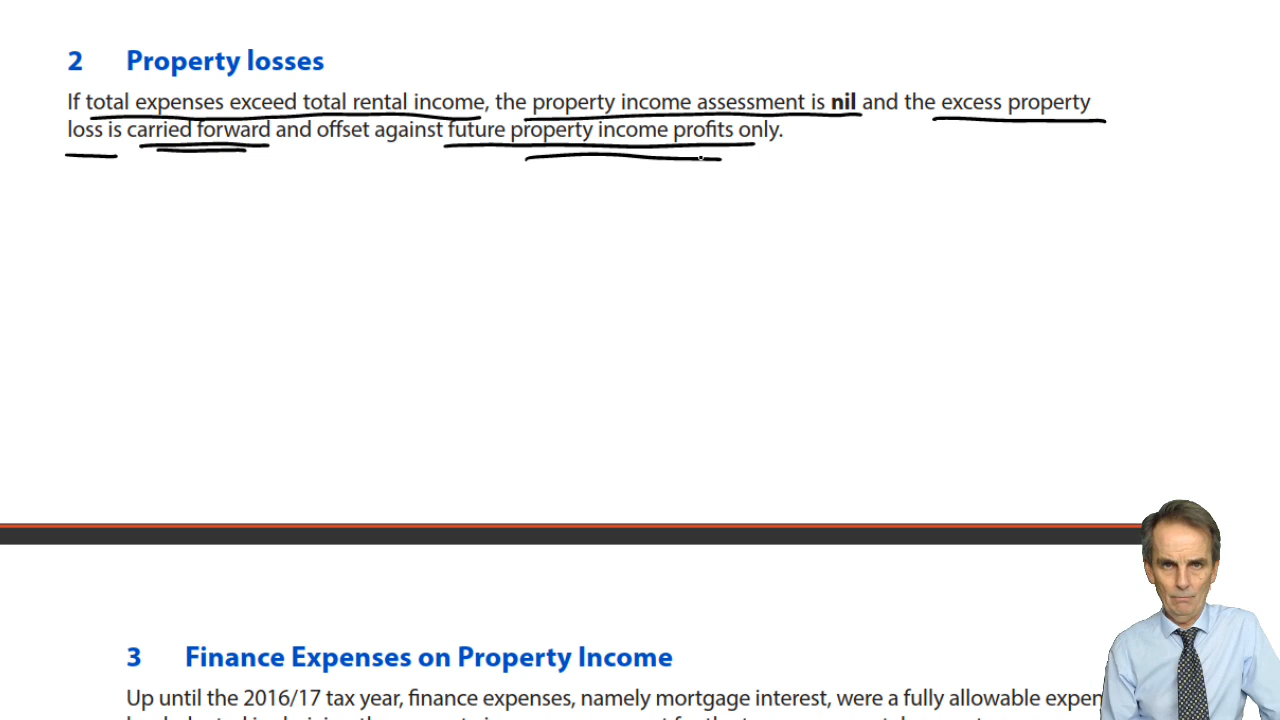 2 Property losses
If total expenses exceed total rental income, the property income assessment is nil and the excess property
loss is carried forward and offset against future property income profits only.
3 Finance Expenses on Property Income
Up until the 2016/17 tax year, finance expenses, namely mortgage interest, were a fully allowable expen